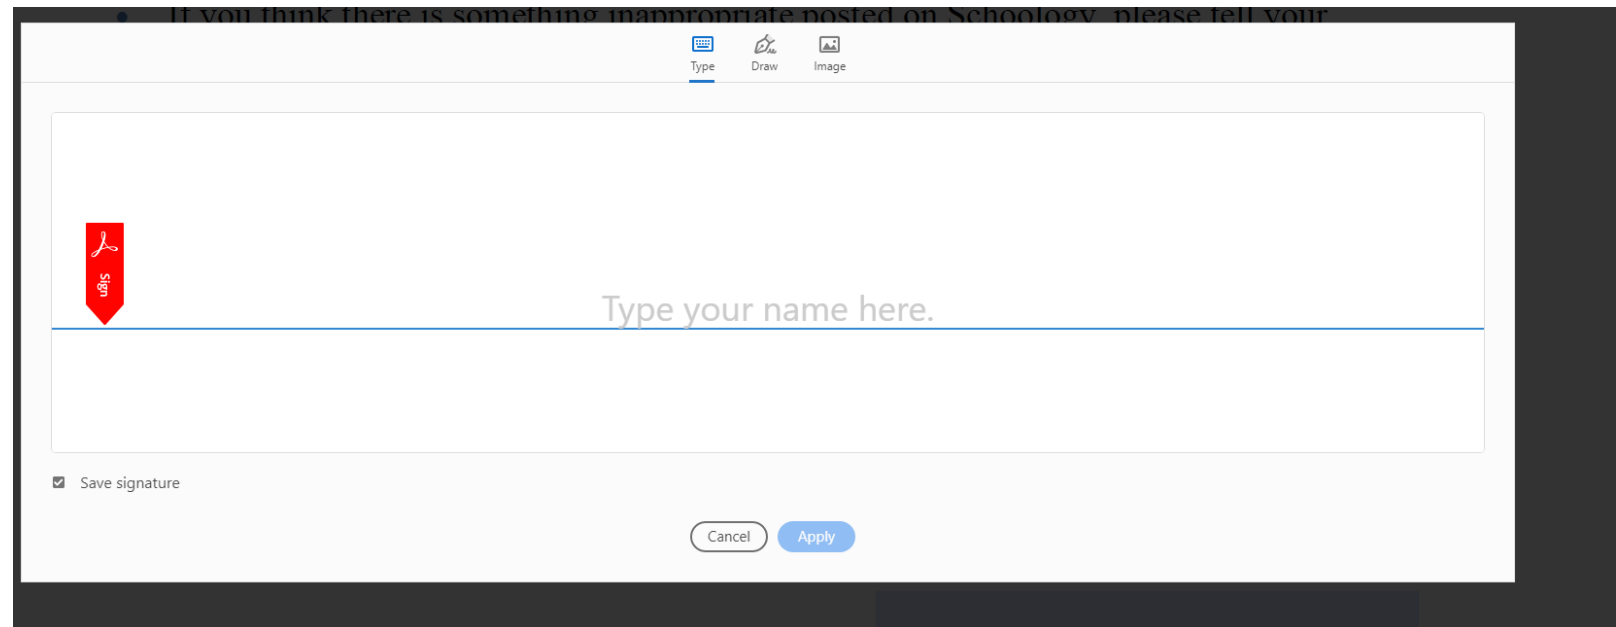 If you think there is something inappropriate posted on Schoology, please tell your
Type Draw Image
Sign
Type your name here.
Save signature
Cancel Apply